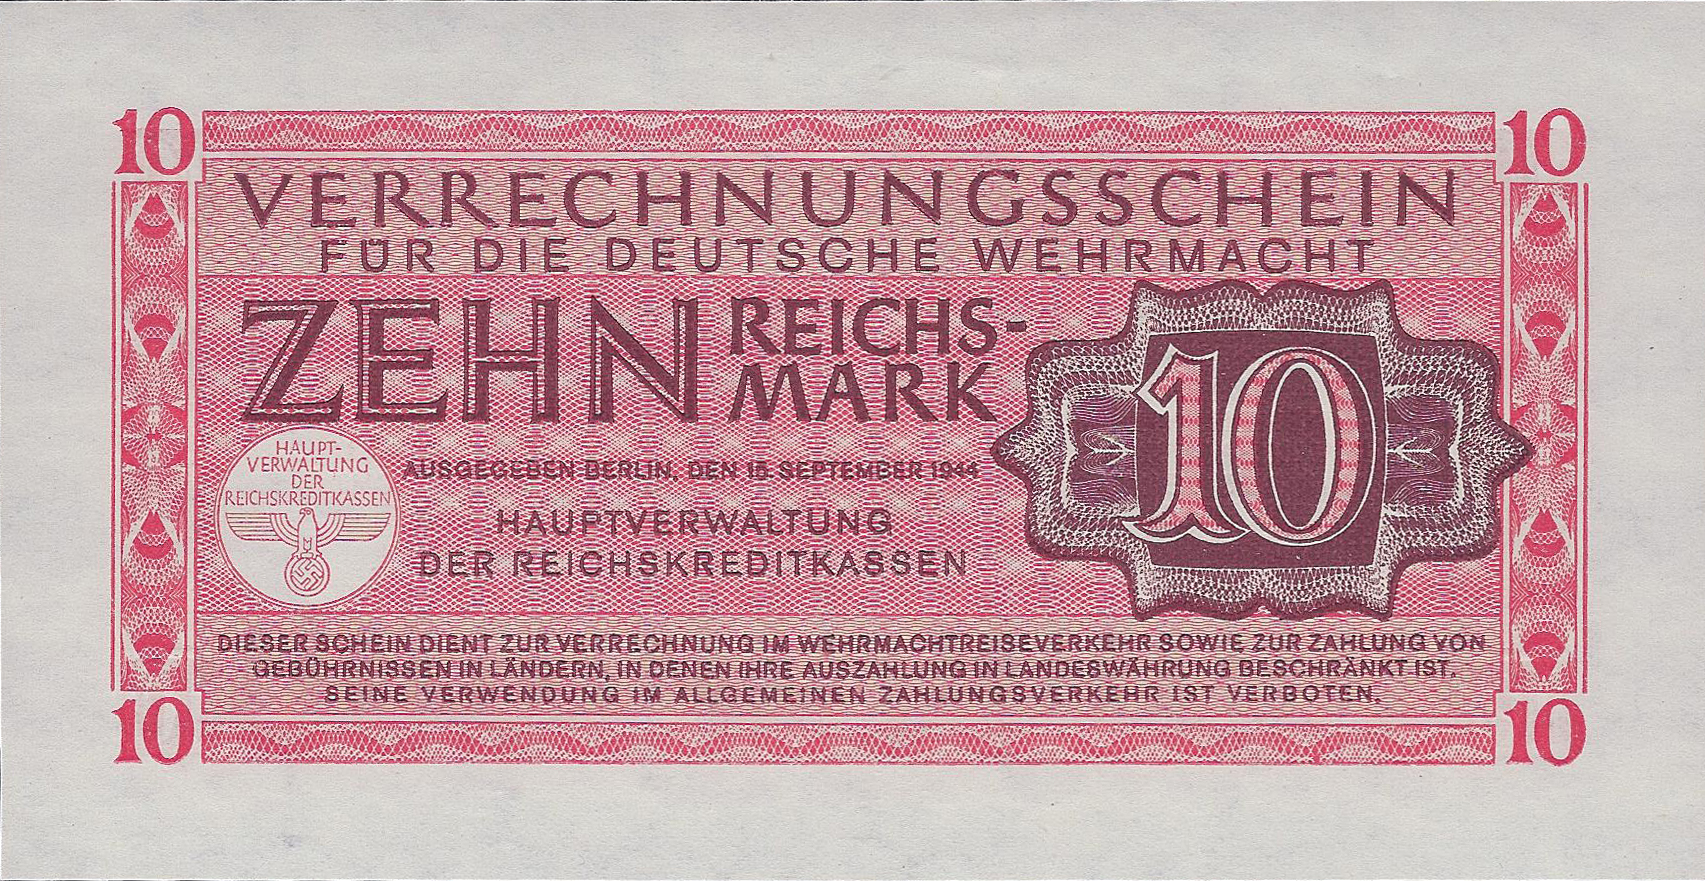 10
10
VERRECHNUNGSSCHEIN
FÜR DIE DEUTSCHE WEHRMACHT
ZEHN REICHS-
MARK
10
HAUPT-
VERWALTUNG
DER
REICHSKREDITKASSEN
AUSGEGEBEN BERLIN, DEN 15. SEPTEMBER 1944
HAUPTVERWALTUNG
DER REICHSKREDITKASSEN
DIESER SCHEIN DIENT ZUR VERRECHNUNG IM WEHRMACHTREISEVERKEHR SOWIE ZUR ZAHLUNG VON
GEBÜHRNISSEN IN LÄNDERN, IN DENEN IHRE AUSZAHLUNG IN LANDESWÄHRUNG BESCHRÄNKT IST.
SEINE VERWENDUNG IM ALLGEMEINEN ZAHLUNGSVERKEHR IST VERBOTEN.
10
10